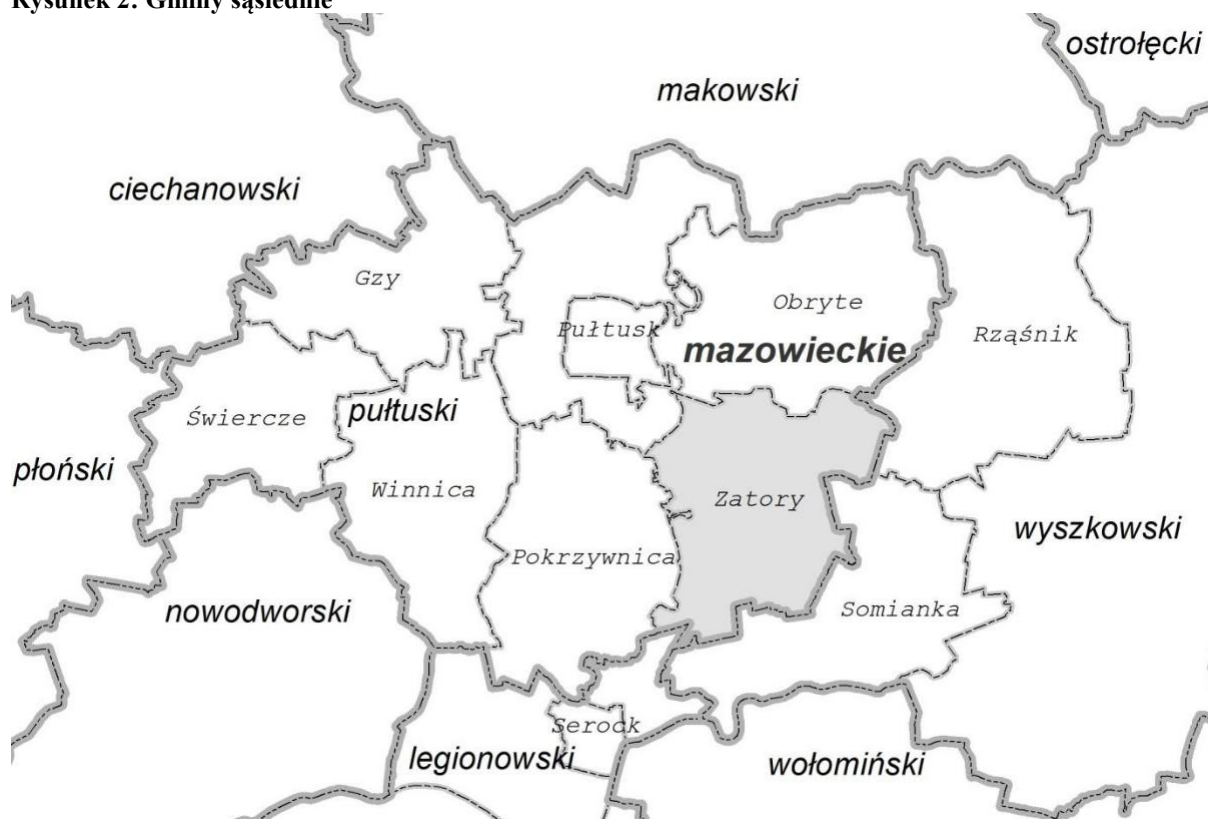 Rysunek 2. Gminy sąsiednie
ostrołęcki
makowski
ciechanowski
Gzy
Obryte
Pułtusk
Rząśnik
mazowieckie
Świercze
pułtuski
płoński
Winnica
Zatory
wyszkowski
Pokrzywnica
nowodworski
Somianka
Serock
legionowski
wołomiński